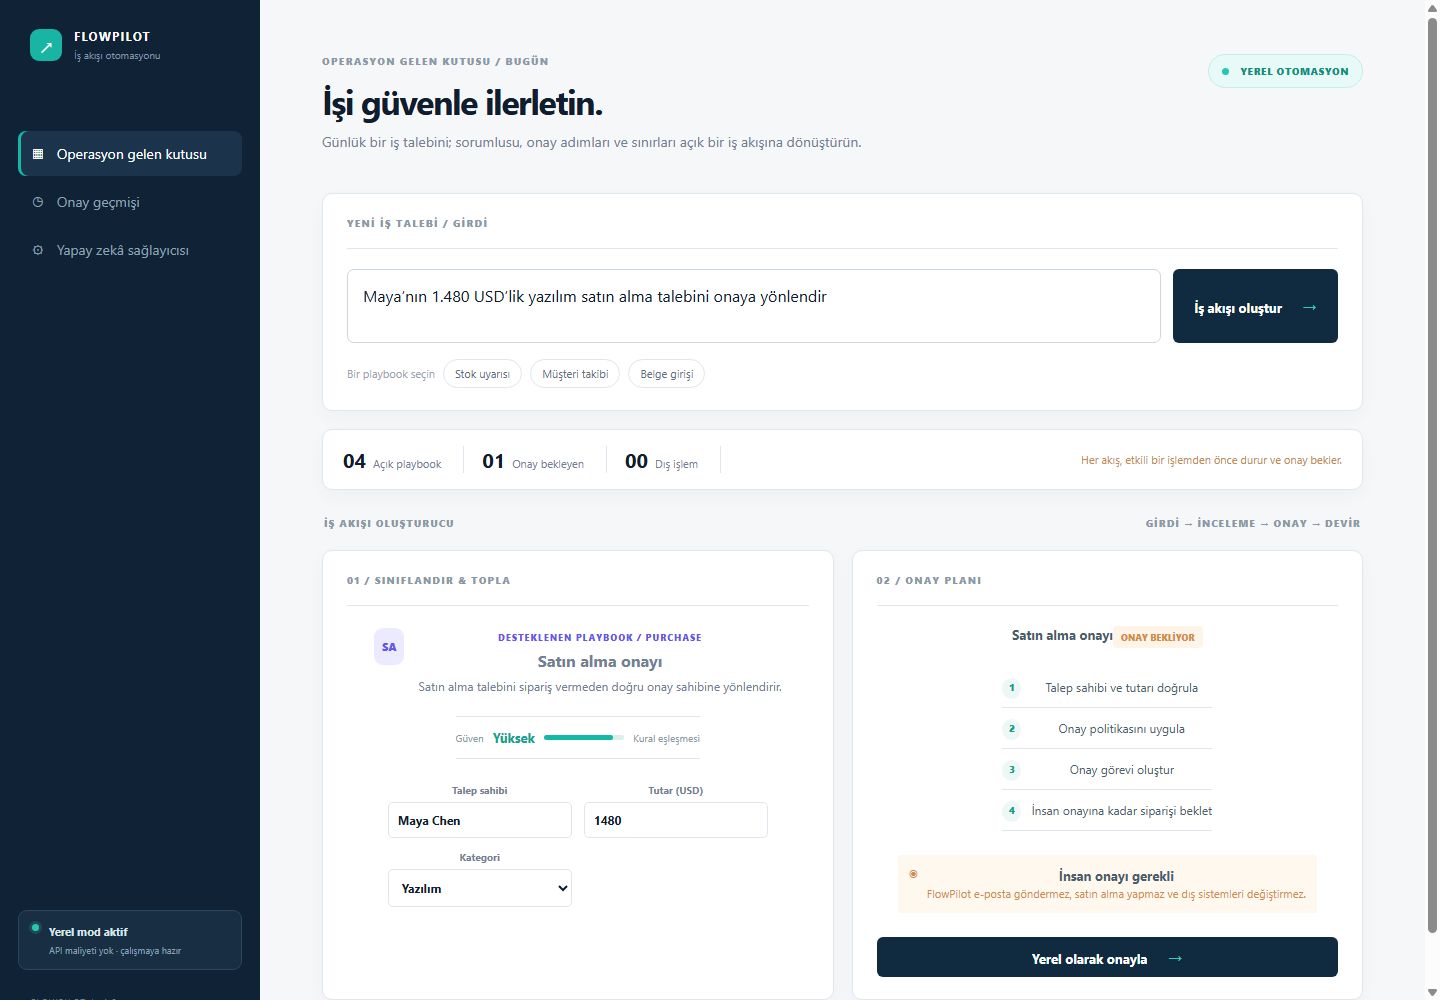 FLOWPILOT
İş akışı otomasyonu
Operasyon gelen kutusu
Onay geçmişi
Yapay zekâ sağlayıcısı
Yerel mod aktif
API maliyeti yok · çalışmaya hazır
OPERASYON GELEN KUTUSU / BUGÜN
YEREL OTOMASYON
İşi güvenle ilerletin.
Günlük bir iş talebini; sorumlusu, onay adımları ve sınırları açık bir iş akışına dönüştürün.
YENİ İŞ TALEBİ / GİRDİ
Maya’nın 1.480 USD’lik yazılım satın alma talebini onaya yönlendir
İş akışı oluştur →
Bir playbook seçin
Stok uyarısı
Müşteri takibi
Belge girişi
04 Açık playbook
01 Onay bekleyen
00 Dış işlem
Her akış, etkili bir işlemden önce durur ve onay bekler.
İŞ AKIŞI OLUŞTURUCU
GİRDİ → İNCELEME → ONAY → DEVİR
01 / SINIFLANDIR & TOPLA
SA
DESTEKLENEN PLAYBOOK / PURCHASE
Satın alma onayı
Satın alma talebini sipariş vermeden doğru onay sahibine yönlendirir.
Güven Yüksek Kural eşleşmesi
Talep sahibi
Maya Chen
Tutar (USD)
1480
Kategori
Yazılım
02 / ONAY PLANI
Satın alma onayı ONAY BEKLİYOR
1 Talep sahibi ve tutarı doğrula
2 Onay politikasını uygula
3 Onay görevi oluştur
4 İnsan onayına kadar siparişi beklet
İnsan onayı gerekli
FlowPilot e-posta göndermez, satın alma yapmaz ve dış sistemleri değiştirmez.
Yerel olarak onayla →